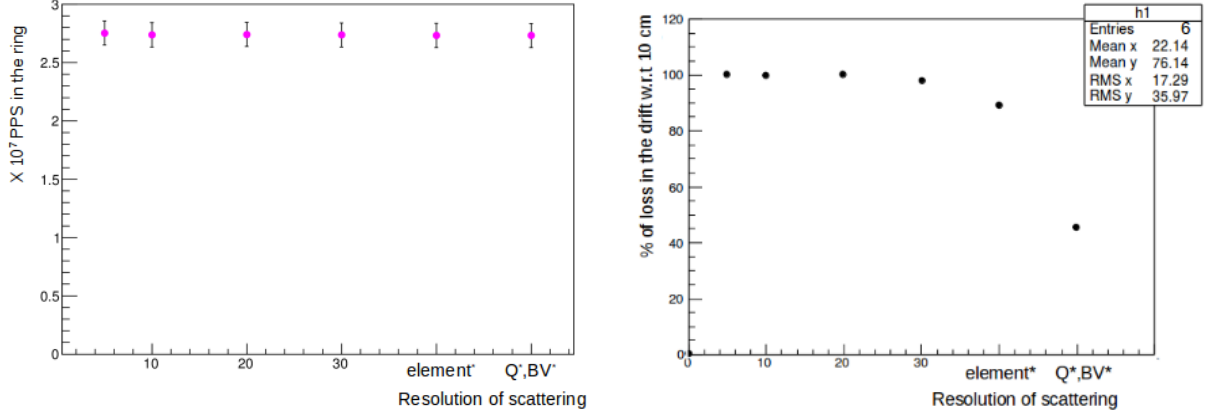 X 10⁷ PPS in the ring
3
2.5
2
1.5
1
0.5
0
10
20
30
element*
Q*,BV*
Resolution of scattering
% of loss in the drift w.r.t 10 cm
120
100
80
60
40
20
0
0
10
20
30
element*
Q*,BV*
Resolution of scattering
h1
Entries 6
Mean x 22.14
Mean y 76.14
RMS x 17.29
RMS y 35.97